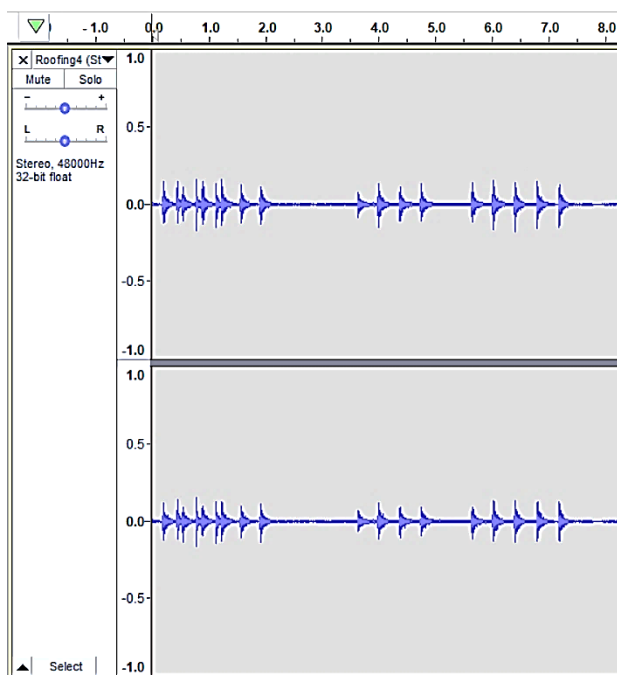 - 1.0 0.0 1.0 2.0 3.0 4.0 5.0 6.0 7.0 8.0
× Roofing4 (St▼
Mute Solo
- +
L R
Stereo, 48000Hz
32-bit float
1.0
0.5-
0.0-
-0.5-
-1.0
1.0
0.5-
0.0-
-0.5-
-1.0
Select